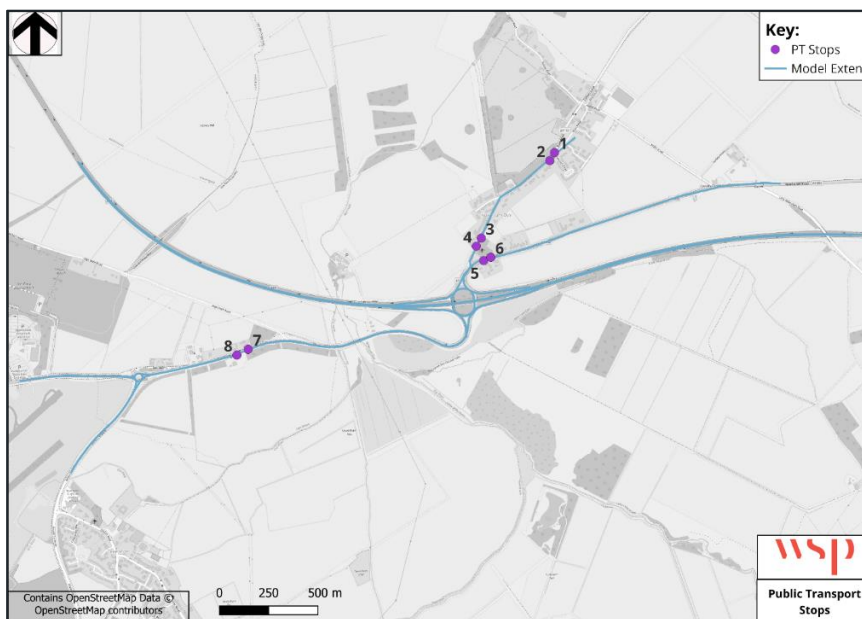 Key:
PT Stops
Model Exten
1
2
3
4
6
5
7
8
Contains OpenStreetMap Data ©
OpenStreetMap contributors
0 250 500 m
wsp
Public Transport
Stops